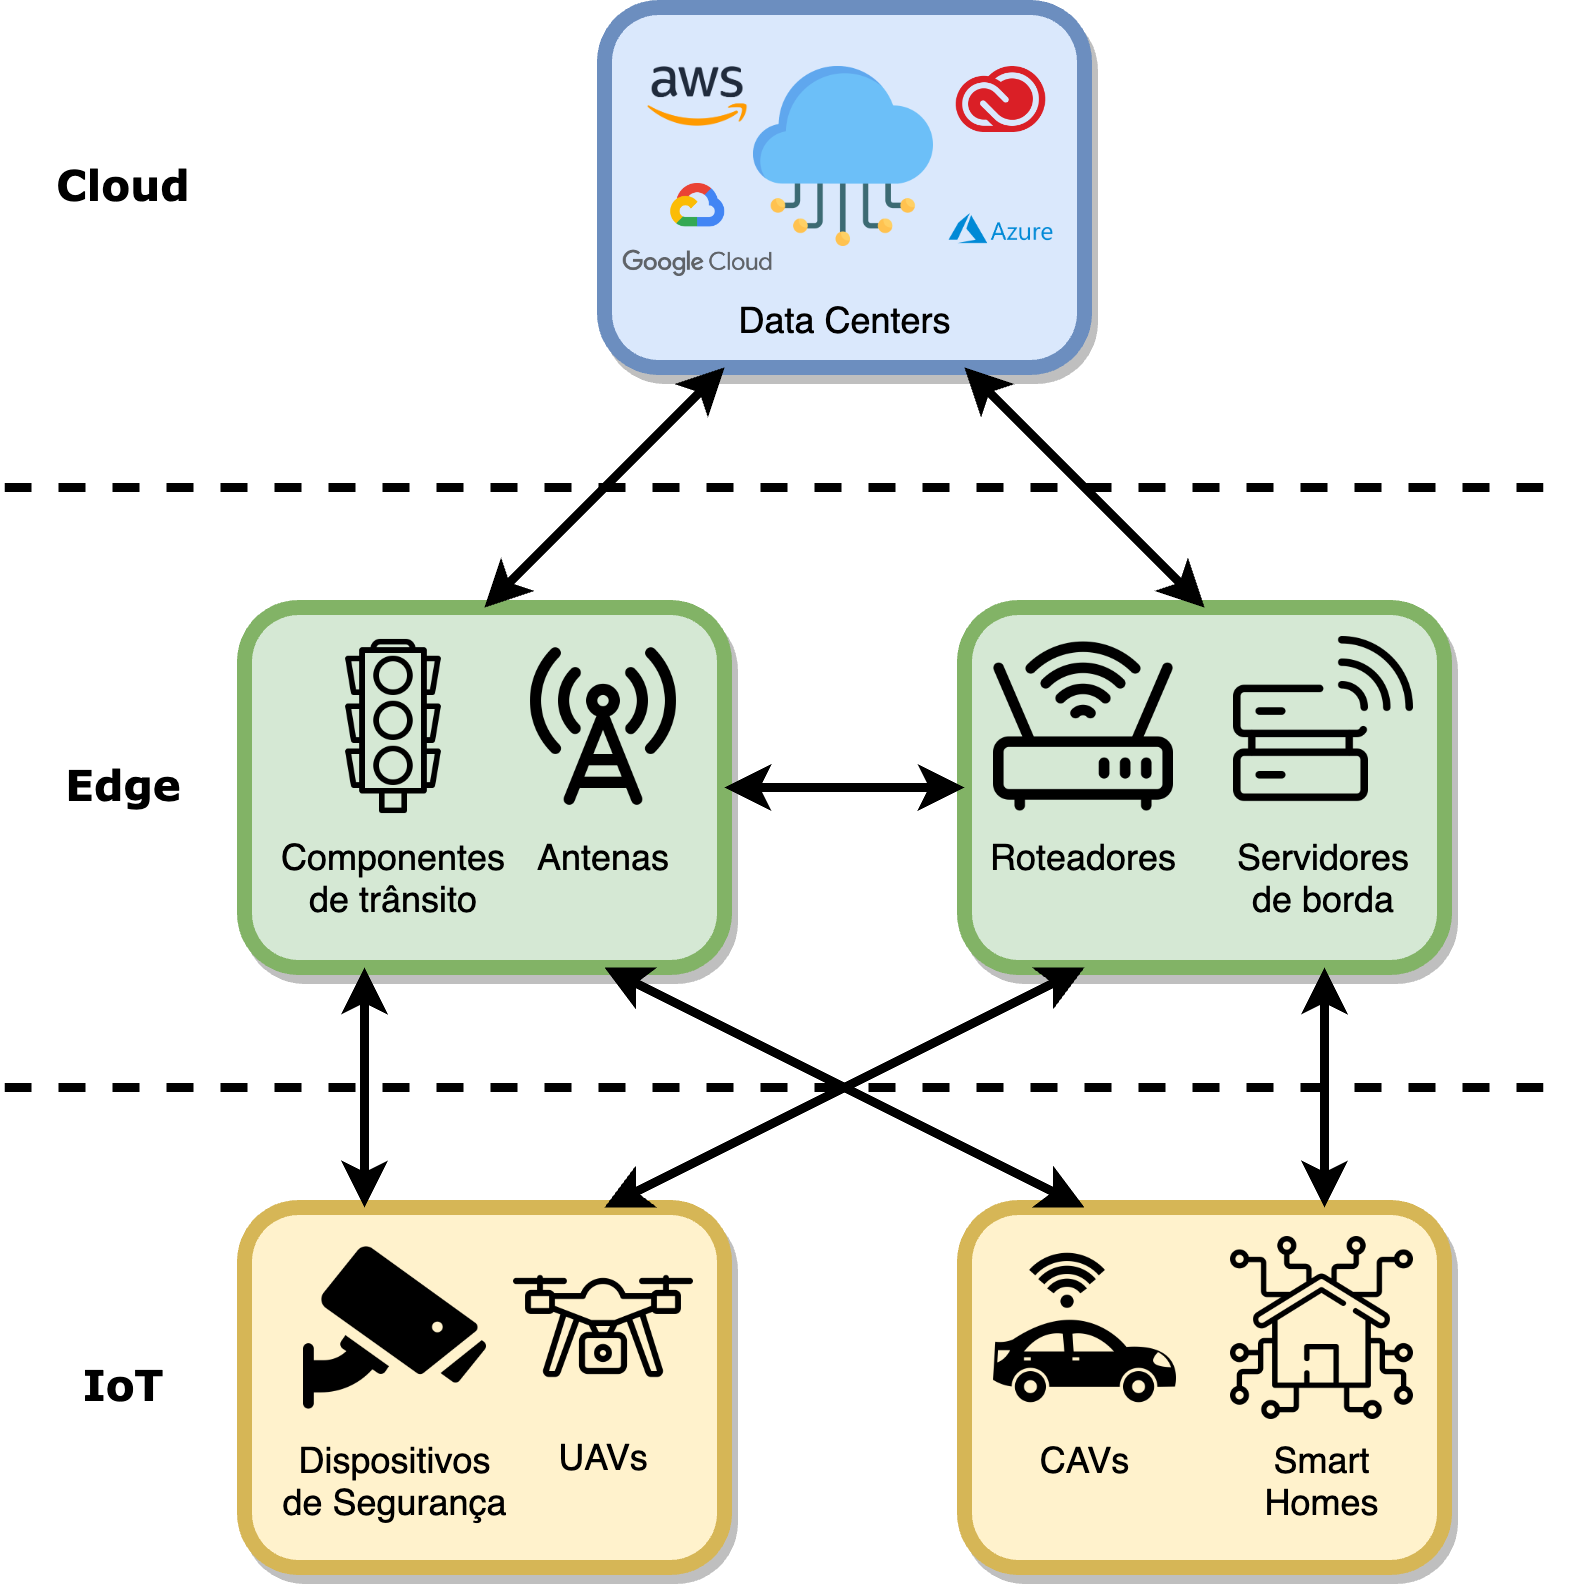 aws
Cloud
Google Cloud
Azure
Data Centers
Edge
Componentes
de trânsito
Antenas
Roteadores
Servidores
de borda
IoT
Dispositivos
de Segurança
UAVs
CAVs
Smart
Homes